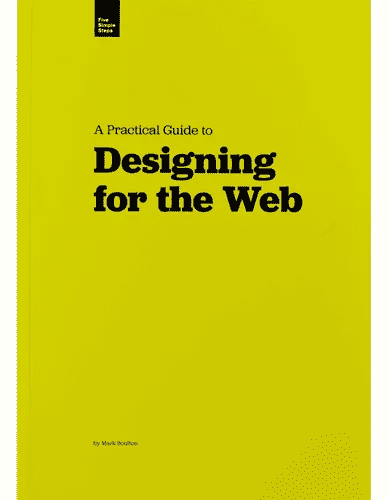 Five
Simple
Steps
A Practical Guide to
Designing
for the Web
by Mark Boulton